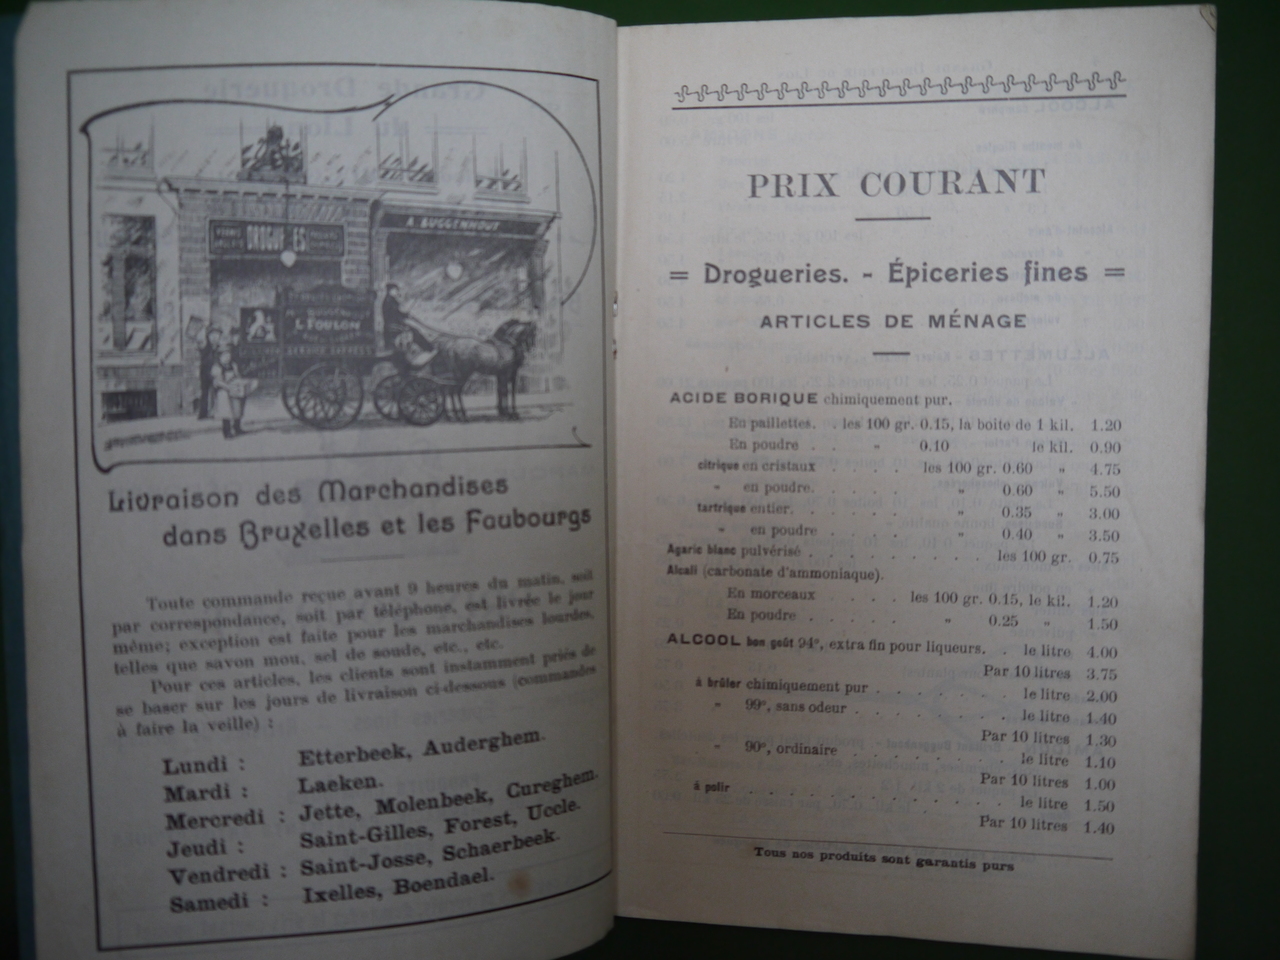 DROGUERIES
A. BUGGENHOUT
L. FOULON
Livraison des Marchandises
dans Bruxelles et les Faubourgs
Toute commande reçue avant 9 heures du matin, soit
par correspondance, soit par téléphone, est livrée le jour
même; exception est faite pour les marchandises lourdes,
telles que savon mou, sel de soude, etc., etc.
Pour ces articles, les clients sont instamment priés de
se baser sur les jours de livraison ci-dessous (commandes
à faire la veille) :
Lundi : Etterbeek, Auderghem.
Mardi : Laeken.
Mercredi : Jette, Molenbeek, Cureghem.
Jeudi : Saint-Gilles, Forest, Uccle.
Vendredi : Saint-Josse, Schaerbeek.
Samedi : Ixelles, Boendael.
PRIX COURANT
= Drogueries. - Épiceries fines =
ARTICLES DE MÉNAGE
ACIDE BORIQUE chimiquement pur.
En paillettes. . les 100 gr. 0.15, la boite de 1 kil. 1.20
En poudre . . " 0.10 le kil. 0.90
citrique en cristaux . . . . . les 100 gr. 0.60 " 4.75
" en poudre. . . . . . " 0.60 " 5.50
tartrique entier. . . . . . " 0.35 " 3.00
" en poudre . . . . . " 0.40 " 3.50
Agaric blanc pulvérisé . . . . . . . . . les 100 gr. 0.75
Alcali (carbonate d'ammoniaque).
En morceaux . . . . les 100 gr. 0.15, le kil. 1.20
En poudre . . . . . " 0.25 " 1.50
ALCOOL bon goût 94°, extra fin pour liqueurs. . le litre 4.00
Par 10 litres 3.75
à brûler chimiquement pur . . . . . . . . le litre 2.00
" 99°, sans odeur . . . . . . . . le litre 1.40
Par 10 litres 1.30
" 90°, ordinaire . . . . . . . . le litre 1.10
Par 10 litres 1.00
à polir . . . . . . . . . . . . . le litre 1.50
Par 10 litres 1.40
Tous nos produits sont garantis purs